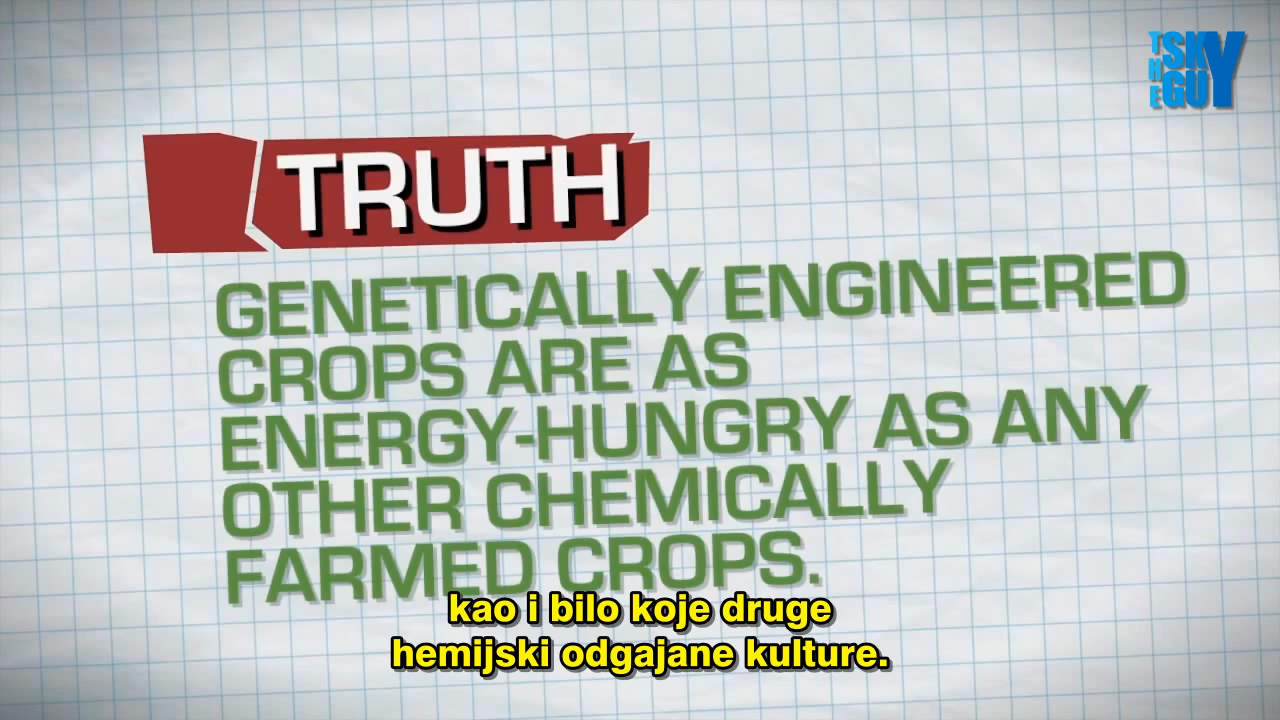 THE SKY GUY
TRUTH
GENETICALLY ENGINEERED
CROPS ARE AS
ENERGY-HUNGRY AS ANY
OTHER CHEMICALLY
FARMED CROPS.
kao i bilo koje druge
hemijski odgajane kulture.